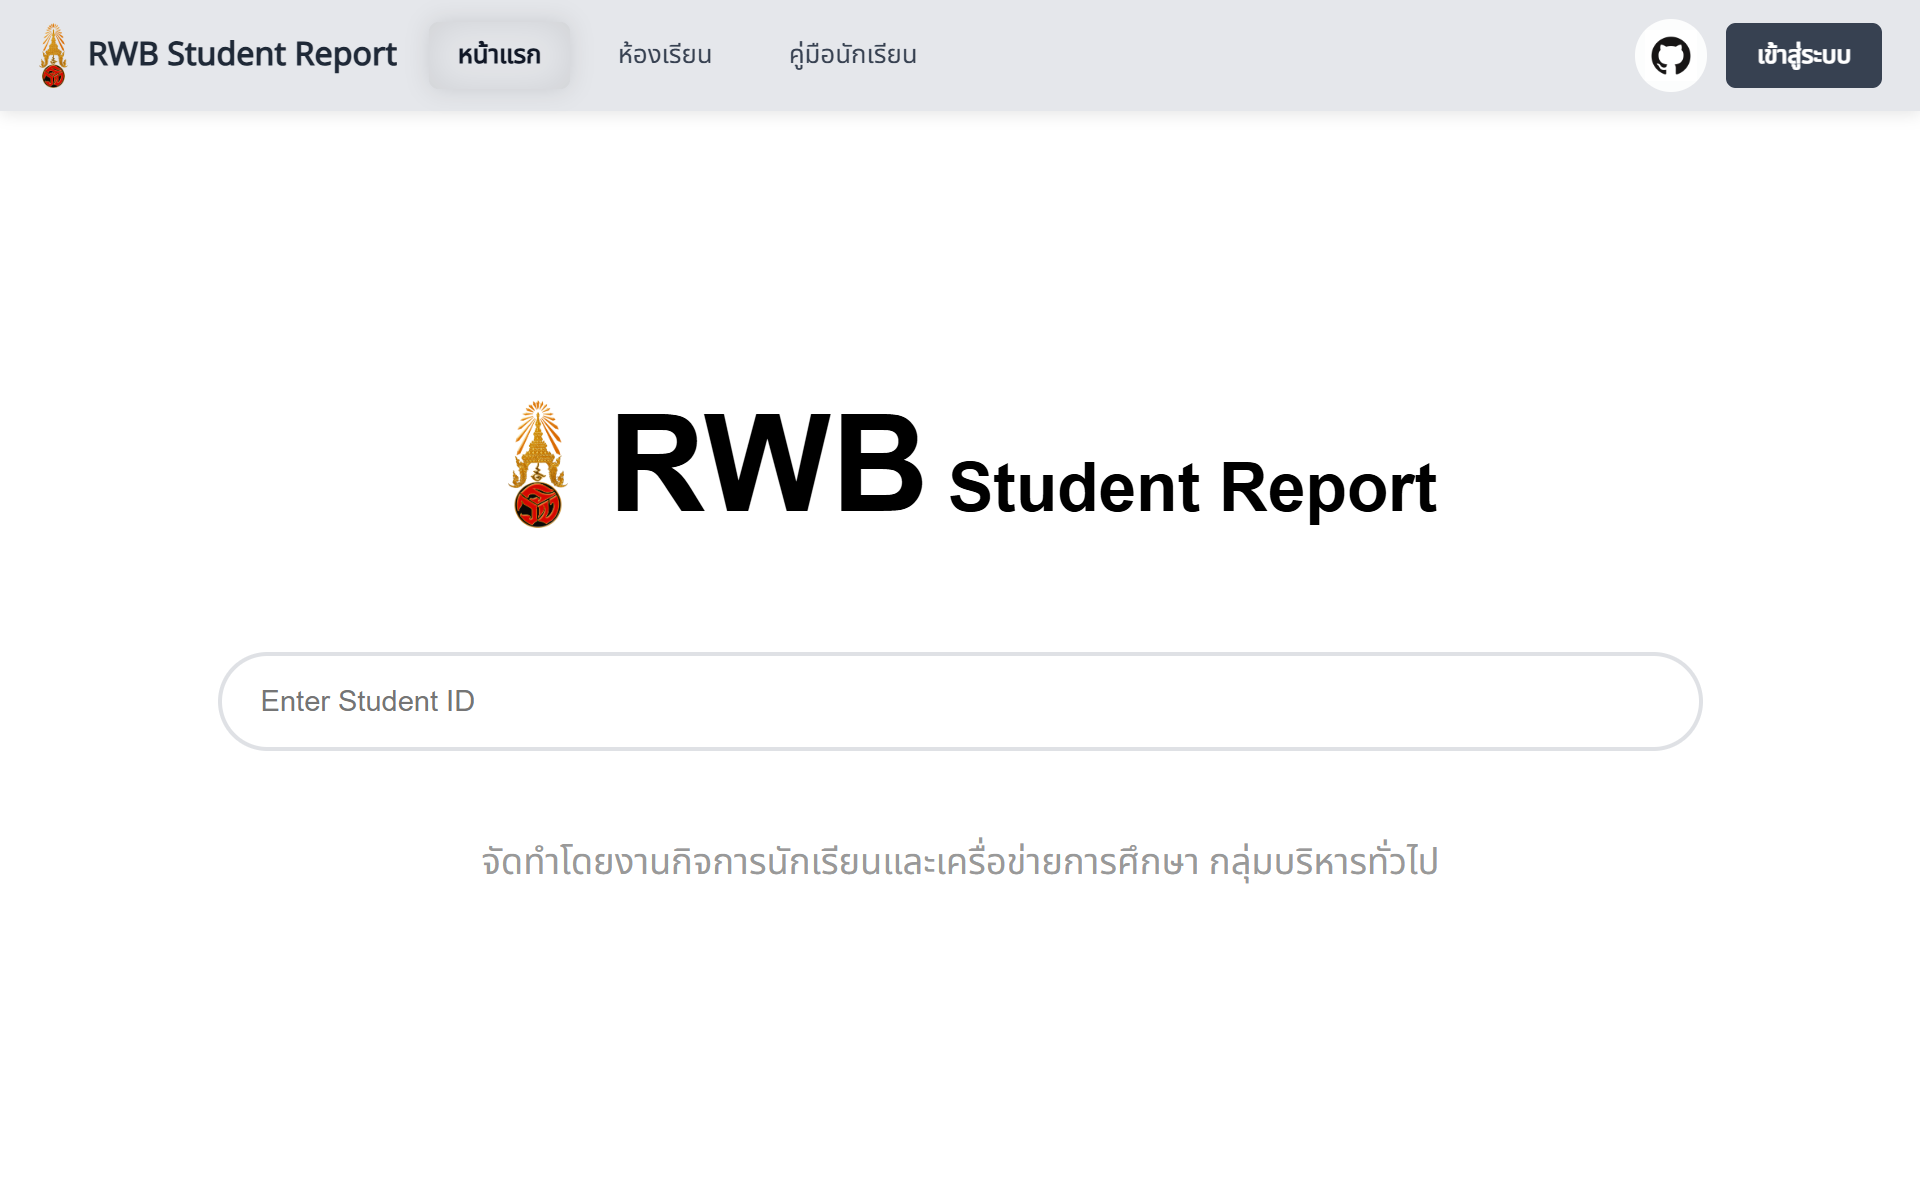 RWB Student Report
หน้าแรก
ห้องเรียน
คู่มือนักเรียน
เข้าสู่ระบบ
RWB Student Report
Enter Student ID
จัดทำโดยงานกิจการนักเรียนและเครื่อข่ายการศึกษา กลุ่มบริหารทั่วไป